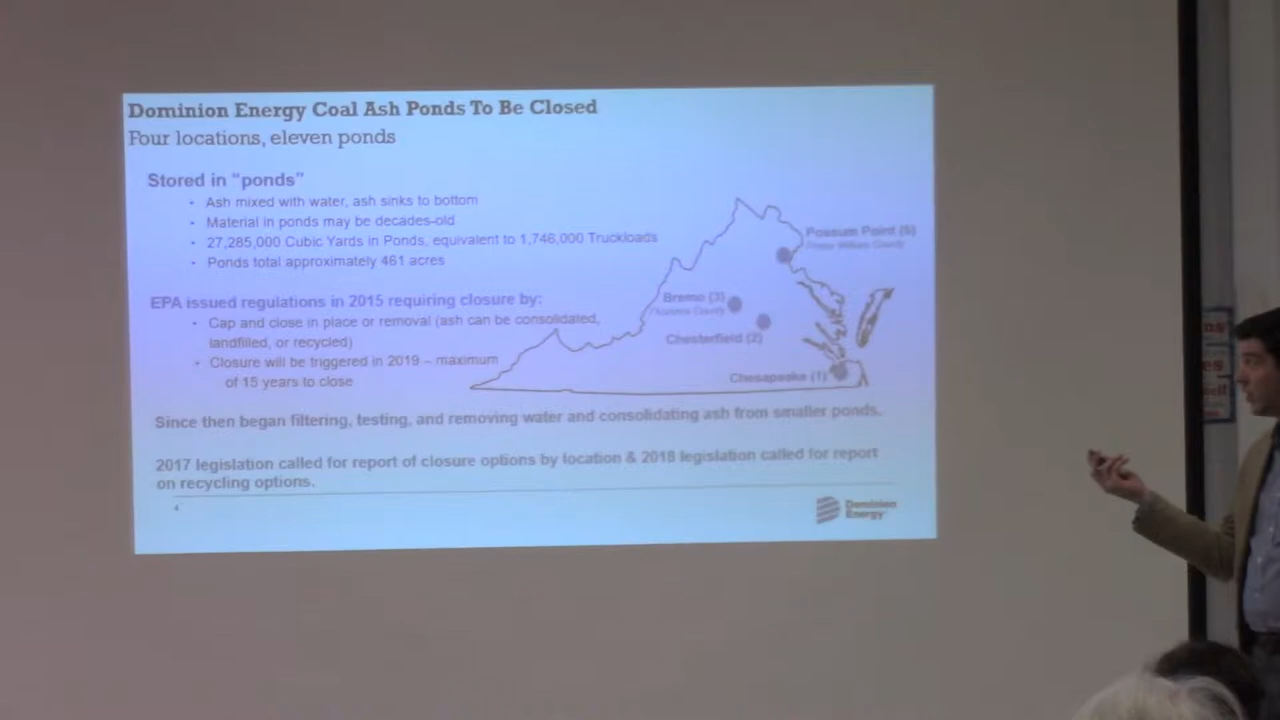 Dominion Energy Coal Ash Ponds To Be Closed
Four locations, eleven ponds
Stored in “ponds”
• Ash mixed with water, ash sinks to bottom
• Material in ponds may be decades-old
• 27,285,000 Cubic Yards in Ponds, equivalent to 1,746,000 Truckloads
• Ponds total approximately 461 acres
EPA issued regulations in 2015 requiring closure by:
• Cap and close in place or removal (ash can be consolidated,
landfilled, or recycled)
• Closure will be triggered in 2019 – maximum
of 15 years to close
Possum Point (5)
Prince William County
Bremo (3)
Fluvanna County
Chesterfield (2)
Chesapeake (1)
Since then began filtering, testing, and removing water and consolidating ash from smaller ponds.
2017 legislation called for report of closure options by location & 2018 legislation called for report
on recycling options.
4
Dominion
Energy